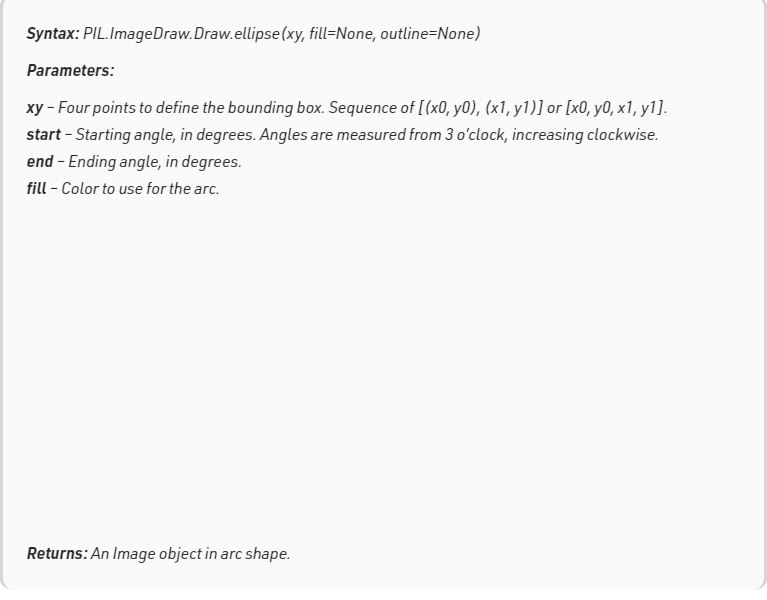 Syntax: PIL.ImageDraw.Draw.ellipse(xy, fill=None, outline=None)
Parameters:
xy – Four points to define the bounding box. Sequence of [(x0, y0), (x1, y1)] or [x0, y0, x1, y1].
start – Starting angle, in degrees. Angles are measured from 3 o’clock, increasing clockwise.
end – Ending angle, in degrees.
fill – Color to use for the arc.
Returns: An Image object in arc shape.